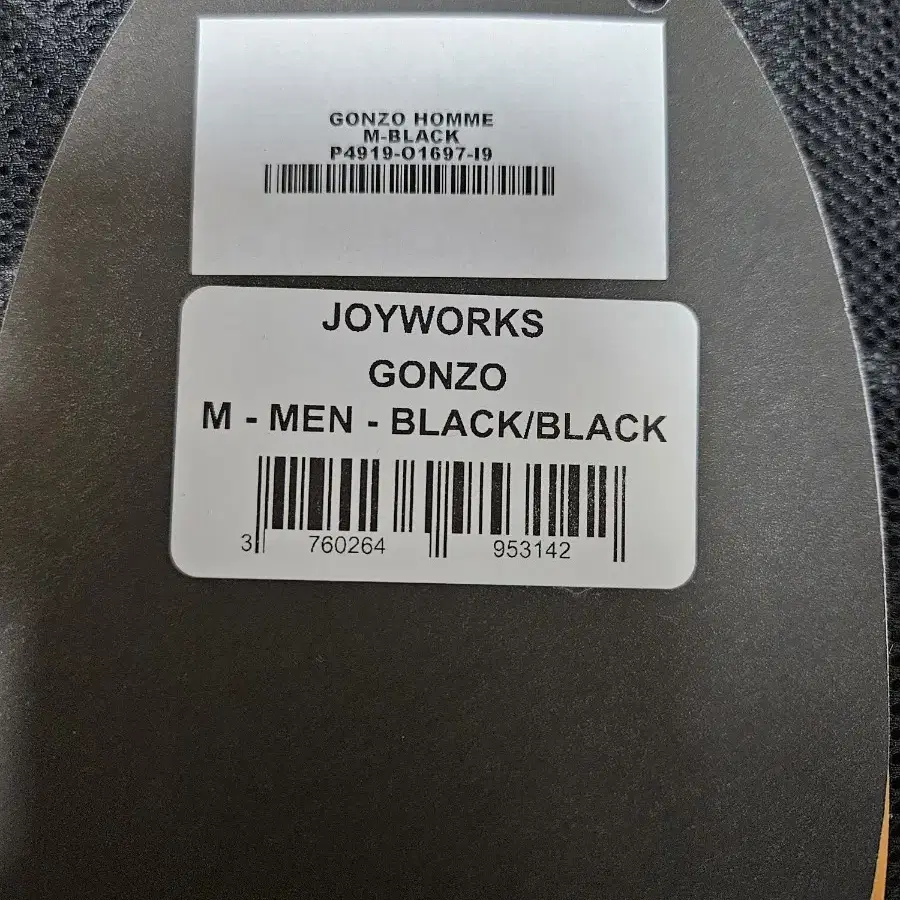 GONZO HOMME
M-BLACK
P4919-O1697-I9
JOYWORKS
GONZO
M - MEN - BLACK/BLACK
3 760264 953142